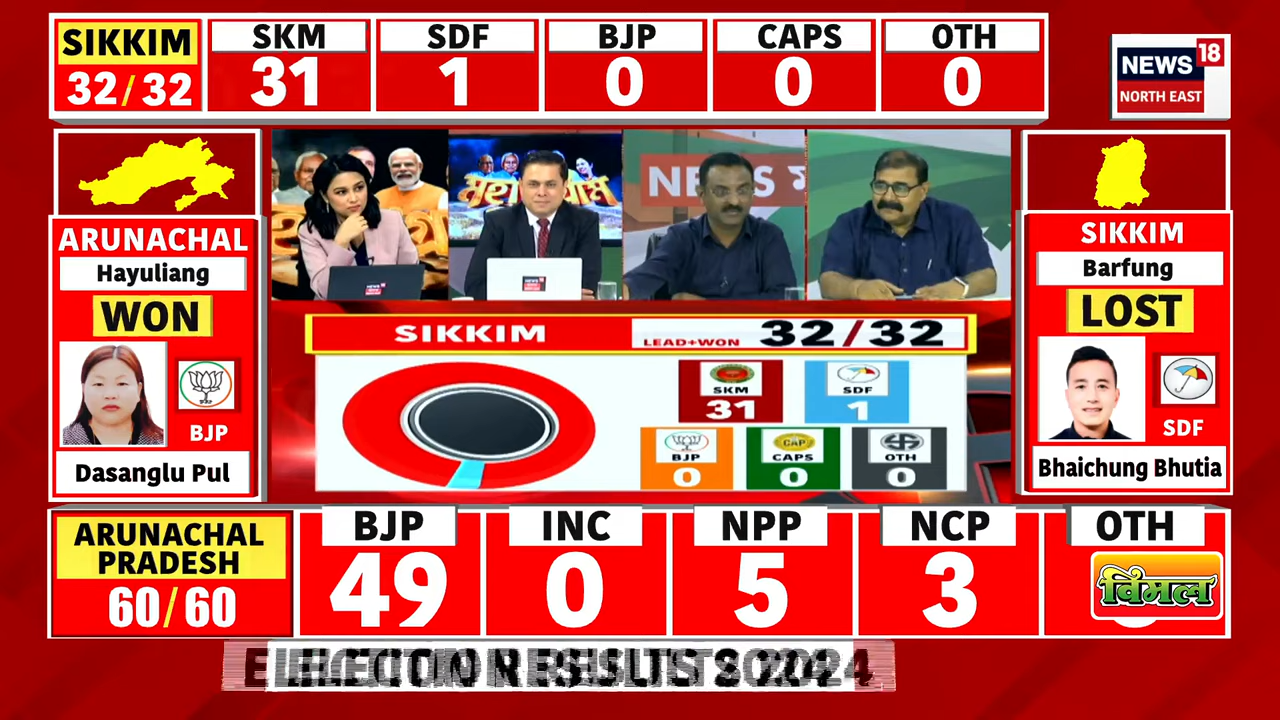 SIKKIM
32/32
SKM
31
SDF
1
BJP
0
CAPS
0
OTH
0
NEWS 18
NORTH EAST
ARUNACHAL
Hayuliang
WON
BJP
Dasanglu Pul
NEWS
SIKKIM
LEAD+WON 32/32
SKM
31
SDF
1
BJP
0
CAPS
0
OTH
0
SIKKIM
Barfung
LOST
SDF
Bhaichung Bhutia
ARUNACHAL
PRADESH
60/60
BJP
49
INC
0
NPP
5
NCP
3
OTH
विमल